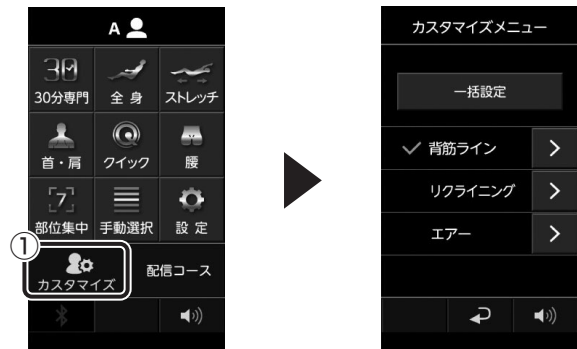 A
30
30分専門
全 身
ストレッチ
首・肩
クイック
腰
7
部位集中
手動選択
設 定
①
カスタマイズ
配信コース
カスタマイズメニュー
一括設定
背筋ライン
リクライニング
エアー